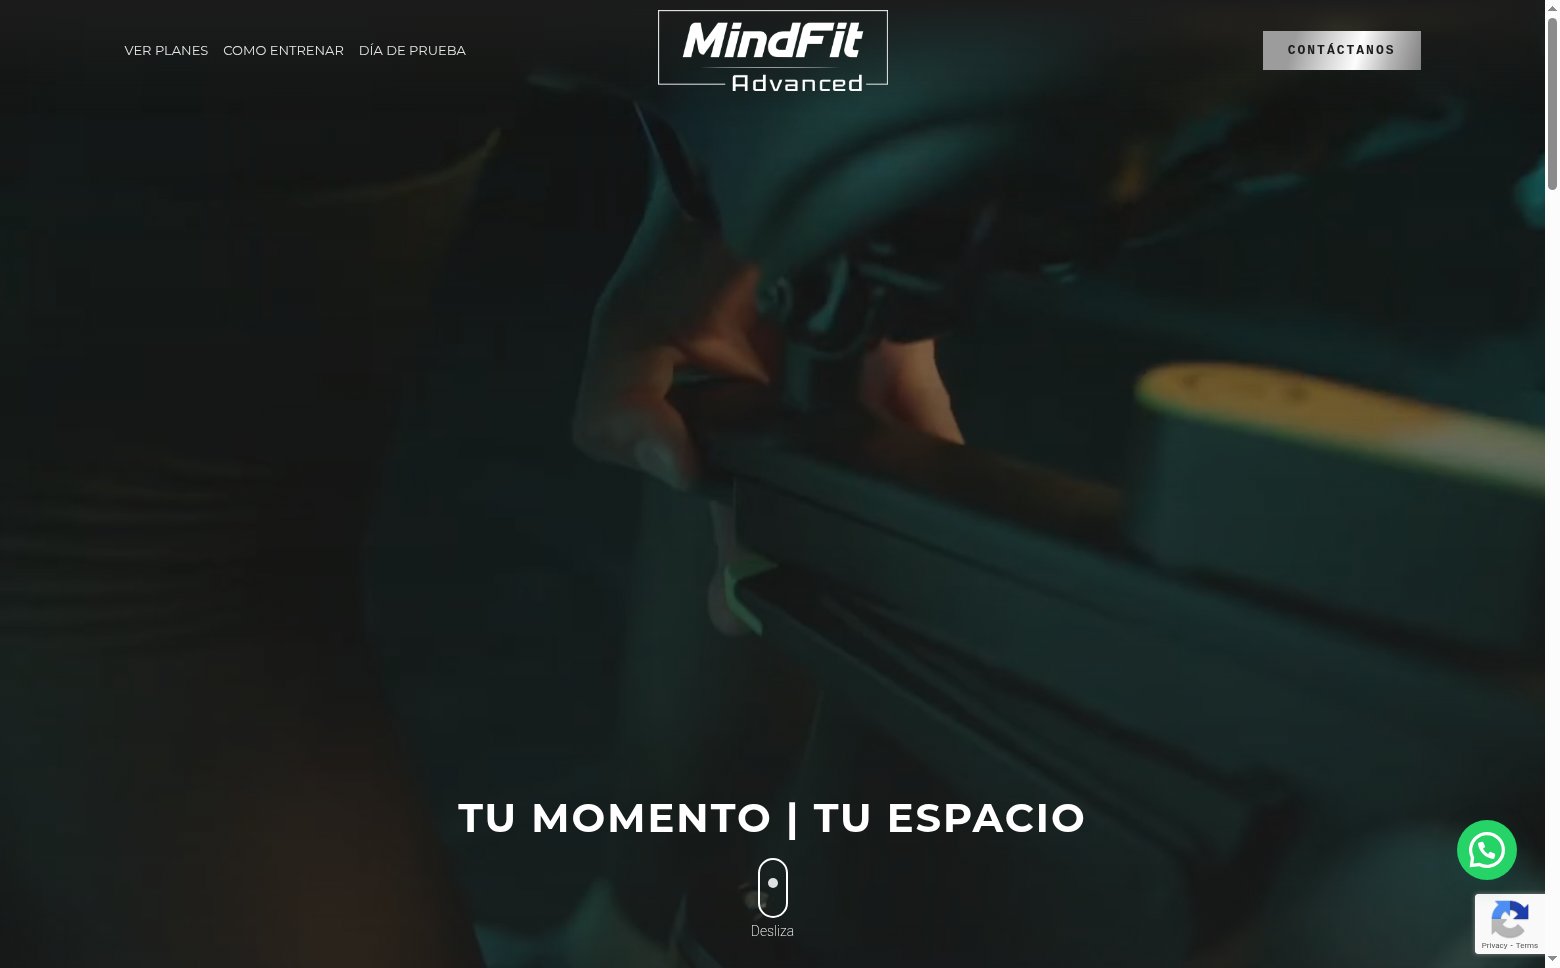 VER PLANES
COMO ENTRENAR
DÍA DE PRUEBA
MindFit
Advanced
CONTÁCTANOS
TU MOMENTO | TU ESPACIO
Desliza
Privacy - Terms